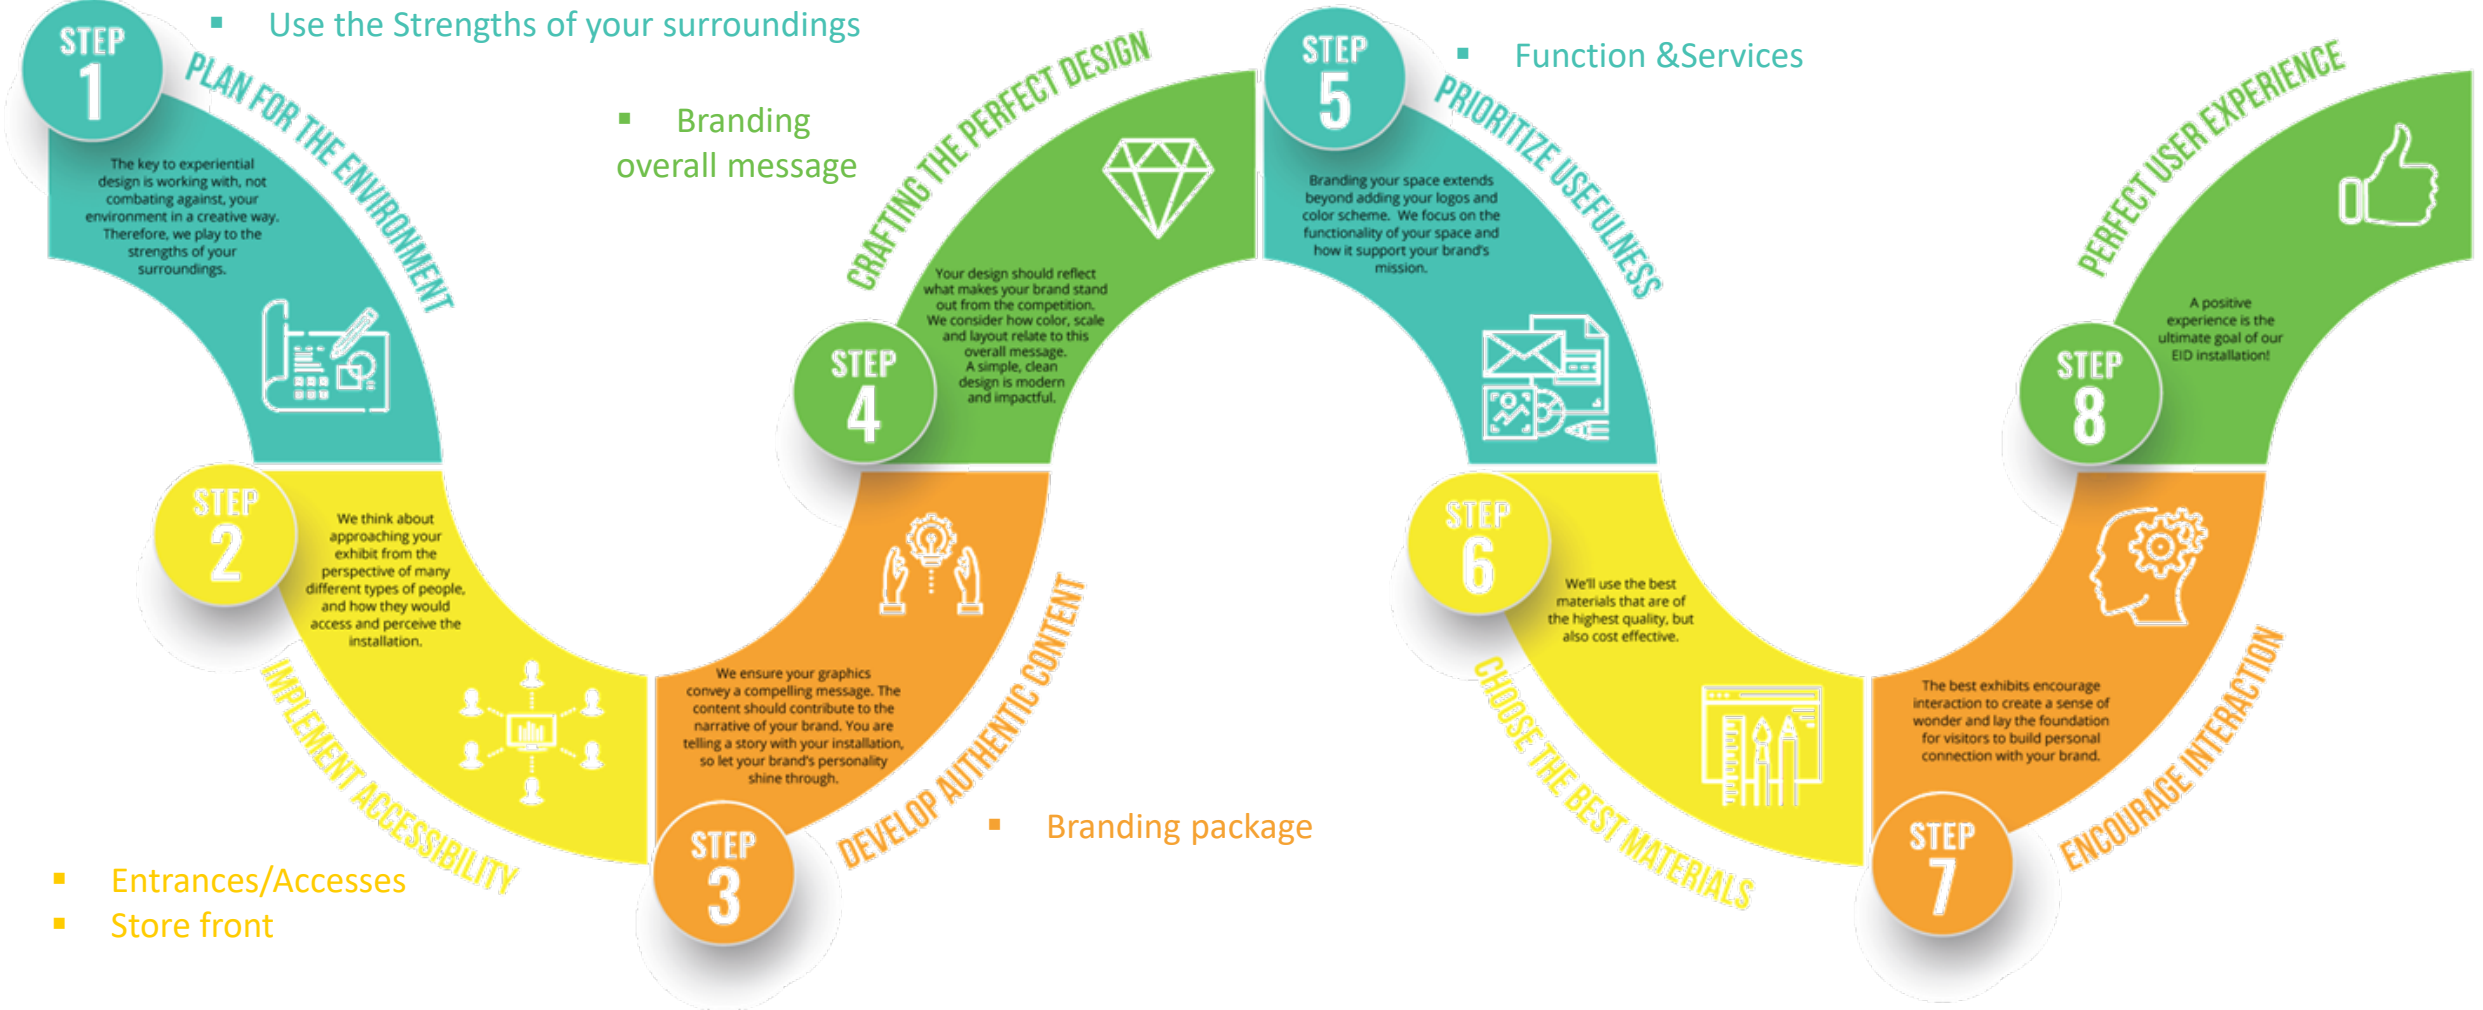 STEP
1
▪ Use the Strengths of your surroundings
PLAN FOR THE ENVIRONMENT
The key to experiential
design is working with, not
combating against, your
environment in a creative way.
Therefore, we play to the
strengths of your
surroundings.
STEP
2
We think about
approaching your
exhibit from the
perspective of many
different types of people,
and how they would
access and perceive the
installation.
IMPLEMENT ACCESSIBILITY
▪ Entrances/Accesses
▪ Store front
STEP
3
We ensure your graphics
convey a compelling message. The
content should contribute to the
narrative of your brand. You are
telling a story with your installation,
so let your brand's personality
shine through.
DEVELOP AUTHENTIC CONTENT
▪ Branding package
STEP
4
▪ Branding
overall message
CRAFTING THE PERFECT DESIGN
Your design should reflect
what makes your brand stand
out from the competition.
We consider how color, scale
and layout relate to this
overall message.
A simple, clean
design is modern
and impactful.
STEP
5
▪ Function &Services
PRIORITIZE USEFULNESS
Branding your space extends
beyond adding your logos and
color scheme. We focus on the
functionality of your space and
how it support your brand's
mission.
STEP
6
We'll use the best
materials that are of
the highest quality, but
also cost effective.
CHOOSE THE BEST MATERIALS
STEP
7
The best exhibits encourage
interaction to create a sense of
wonder and lay the foundation
for visitors to build personal
connection with your brand.
ENCOURAGE INTERACTION
STEP
8
PERFECT USER EXPERIENCE
A positive
experience is the
ultimate goal of our
EID installation!